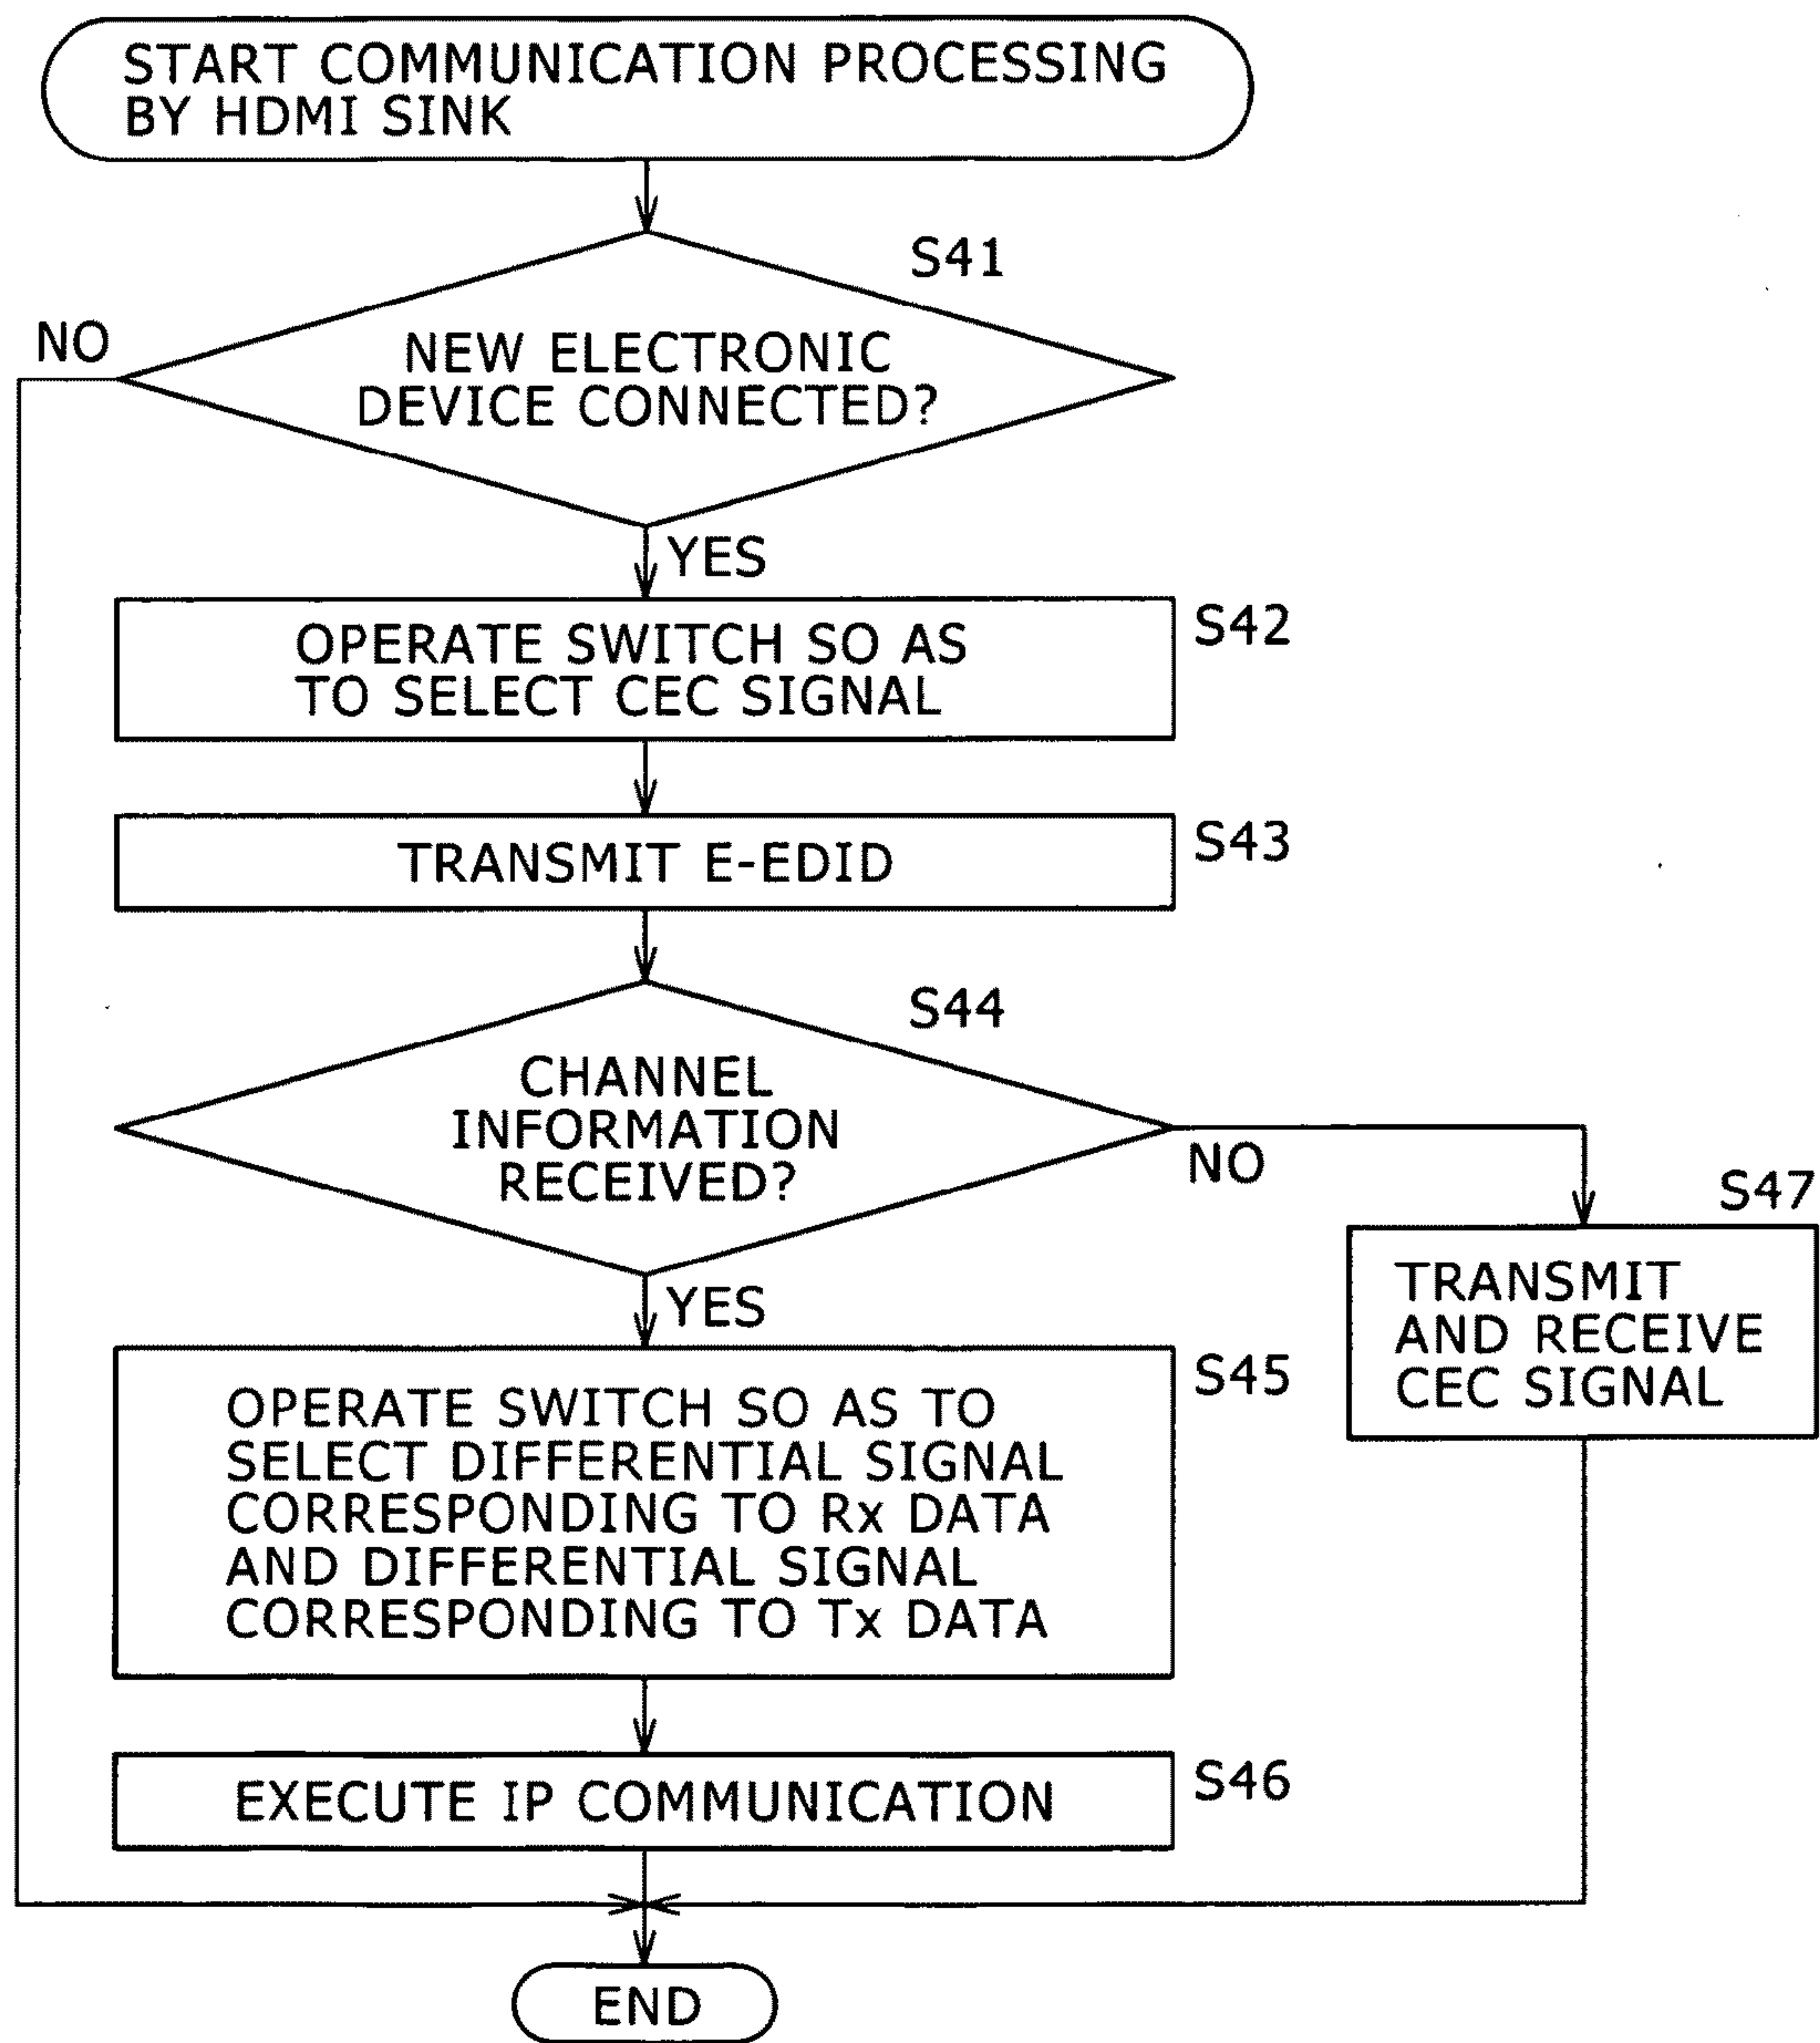 START COMMUNICATION PROCESSING
BY HDMI SINK
S41
NO
NEW ELECTRONIC
DEVICE CONNECTED?
YES
S42
OPERATE SWITCH SO AS
TO SELECT CEC SIGNAL
S43
TRANSMIT E-EDID
S44
CHANNEL
INFORMATION
RECEIVED?
NO
S47
TRANSMIT
AND RECEIVE
CEC SIGNAL
YES
S45
OPERATE SWITCH SO AS TO
SELECT DIFFERENTIAL SIGNAL
CORRESPONDING TO Rx DATA
AND DIFFERENTIAL SIGNAL
CORRESPONDING TO Tx DATA
S46
EXECUTE IP COMMUNICATION
END